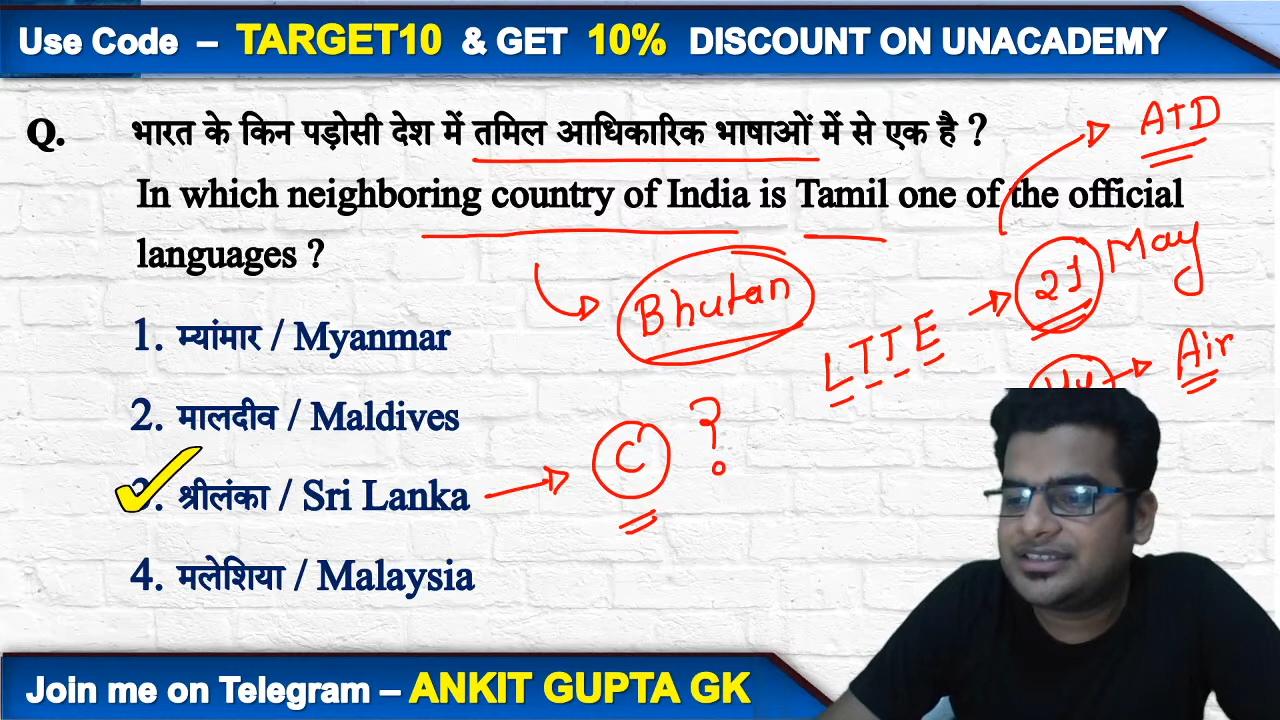 Use Code – TARGET10 & GET 10% DISCOUNT ON UNACADEMY
Q. भारत के किन पड़ोसी देश में तमिल आधिकारिक भाषाओं में से एक है ?
ATD
In which neighboring country of India is Tamil one of the official
languages ?
21 May
Bhutan
LTTE
Air
1. म्यांमार / Myanmar
2. मालदीव / Maldives
C ?
श्रीलंका / Sri Lanka
4. मलेशिया / Malaysia
Join me on Telegram – ANKIT GUPTA GK